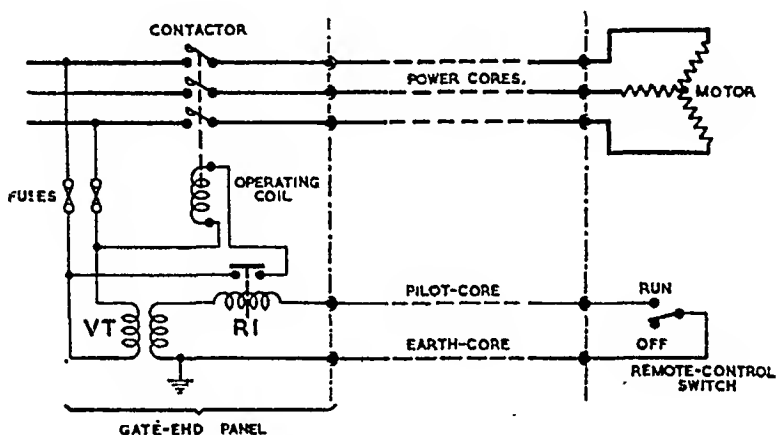 CONTACTOR
POWER CORES.
MOTOR
FUSES
OPERATING
COIL
VT
RI
PILOT-CORE
RUN
EARTH-CORE
OFF
REMOTE-CONTROL
SWITCH
GATE-END PANEL